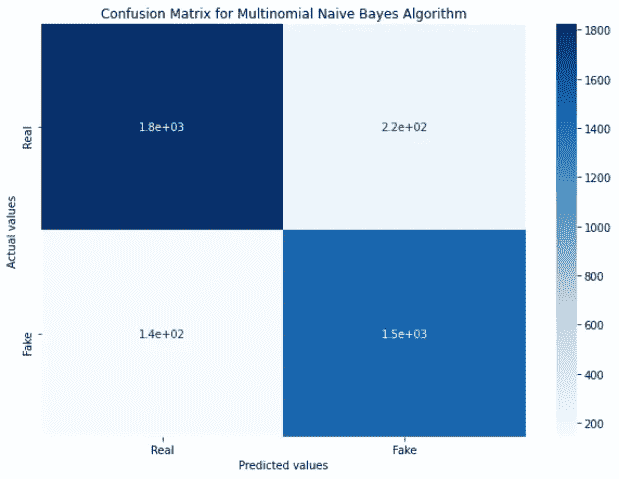 Confusion Matrix for Multinomial Naive Bayes Algorithm
1800
1600
1400
1200
1000
800
600
400
200
Actual values
Real
1.8e+03
2.2e+02
Fake
1.4e+02
1.5e+03
Real
Fake
Predicted values